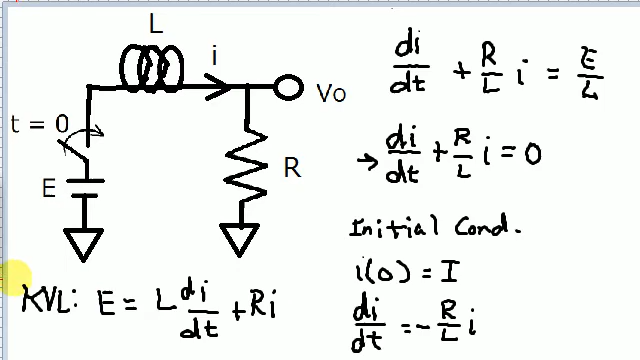 L
i
Vo
t = 0
E
R
KVL: E = L di/dt + Ri
di/dt + R/L i = E/L
→ di/dt + R/L i = 0
Initial Cond.
i(0) = I
di/dt = - R/L i